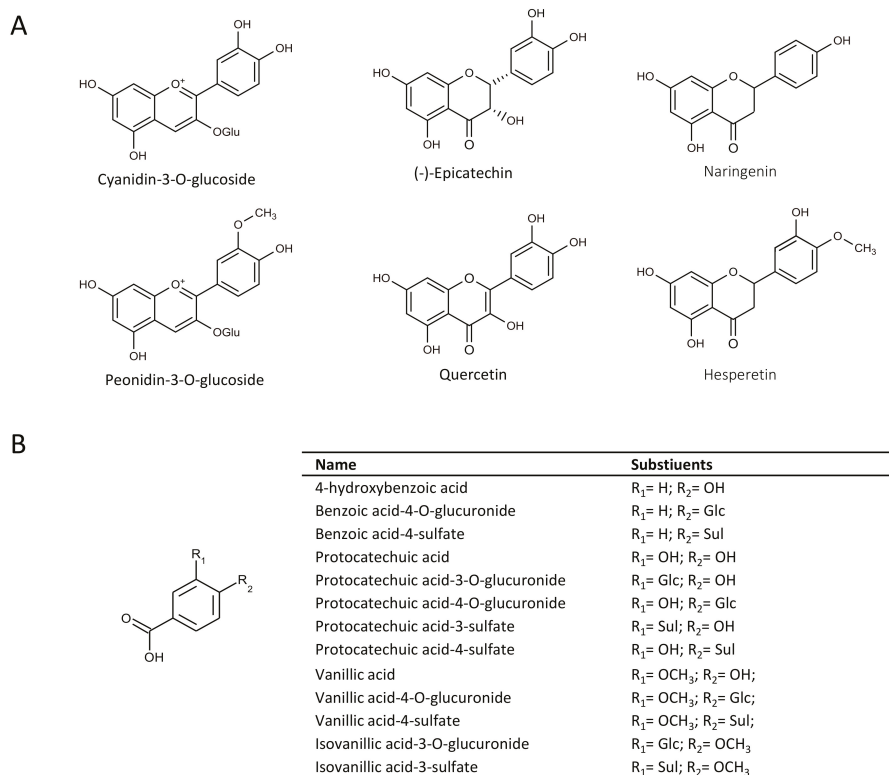 A
OH
OH
HO
O+
OGlu
OH
Cyanidin-3-O-glucoside
OH
OH
HO
O
OH
OH
O
(-)-Epicatechin
OH
HO
O
OH
O
Naringenin
O
CH3
OH
HO
O+
OGlu
OH
Peonidin-3-O-glucoside
OH
OH
HO
O
OH
OH
O
Quercetin
OH
O
CH3
HO
O
OH
O
Hesperetin
B
R1
R2
O
OH
Name Substiuents
4-hydroxybenzoic acid R1= H; R2= OH
Benzoic acid-4-O-glucuronide R1= H; R2= Glc
Benzoic acid-4-sulfate R1= H; R2= Sul
Protocatechuic acid R1= OH; R2= OH
Protocatechuic acid-3-O-glucuronide R1= Glc; R2= OH
Protocatechuic acid-4-O-glucuronide R1= OH; R2= Glc
Protocatechuic acid-3-sulfate R1= Sul; R2= OH
Protocatechuic acid-4-sulfate R1= OH; R2= Sul
Vanillic acid R1= OCH3; R2= OH;
Vanillic acid-4-O-glucuronide R1= OCH3; R2= Glc;
Vanillic acid-4-sulfate R1= OCH3; R2= Sul;
Isovanillic acid-3-O-glucuronide R1= Glc; R2= OCH3
Isovanillic acid-3-sulfate R1= Sul; R2= OCH3